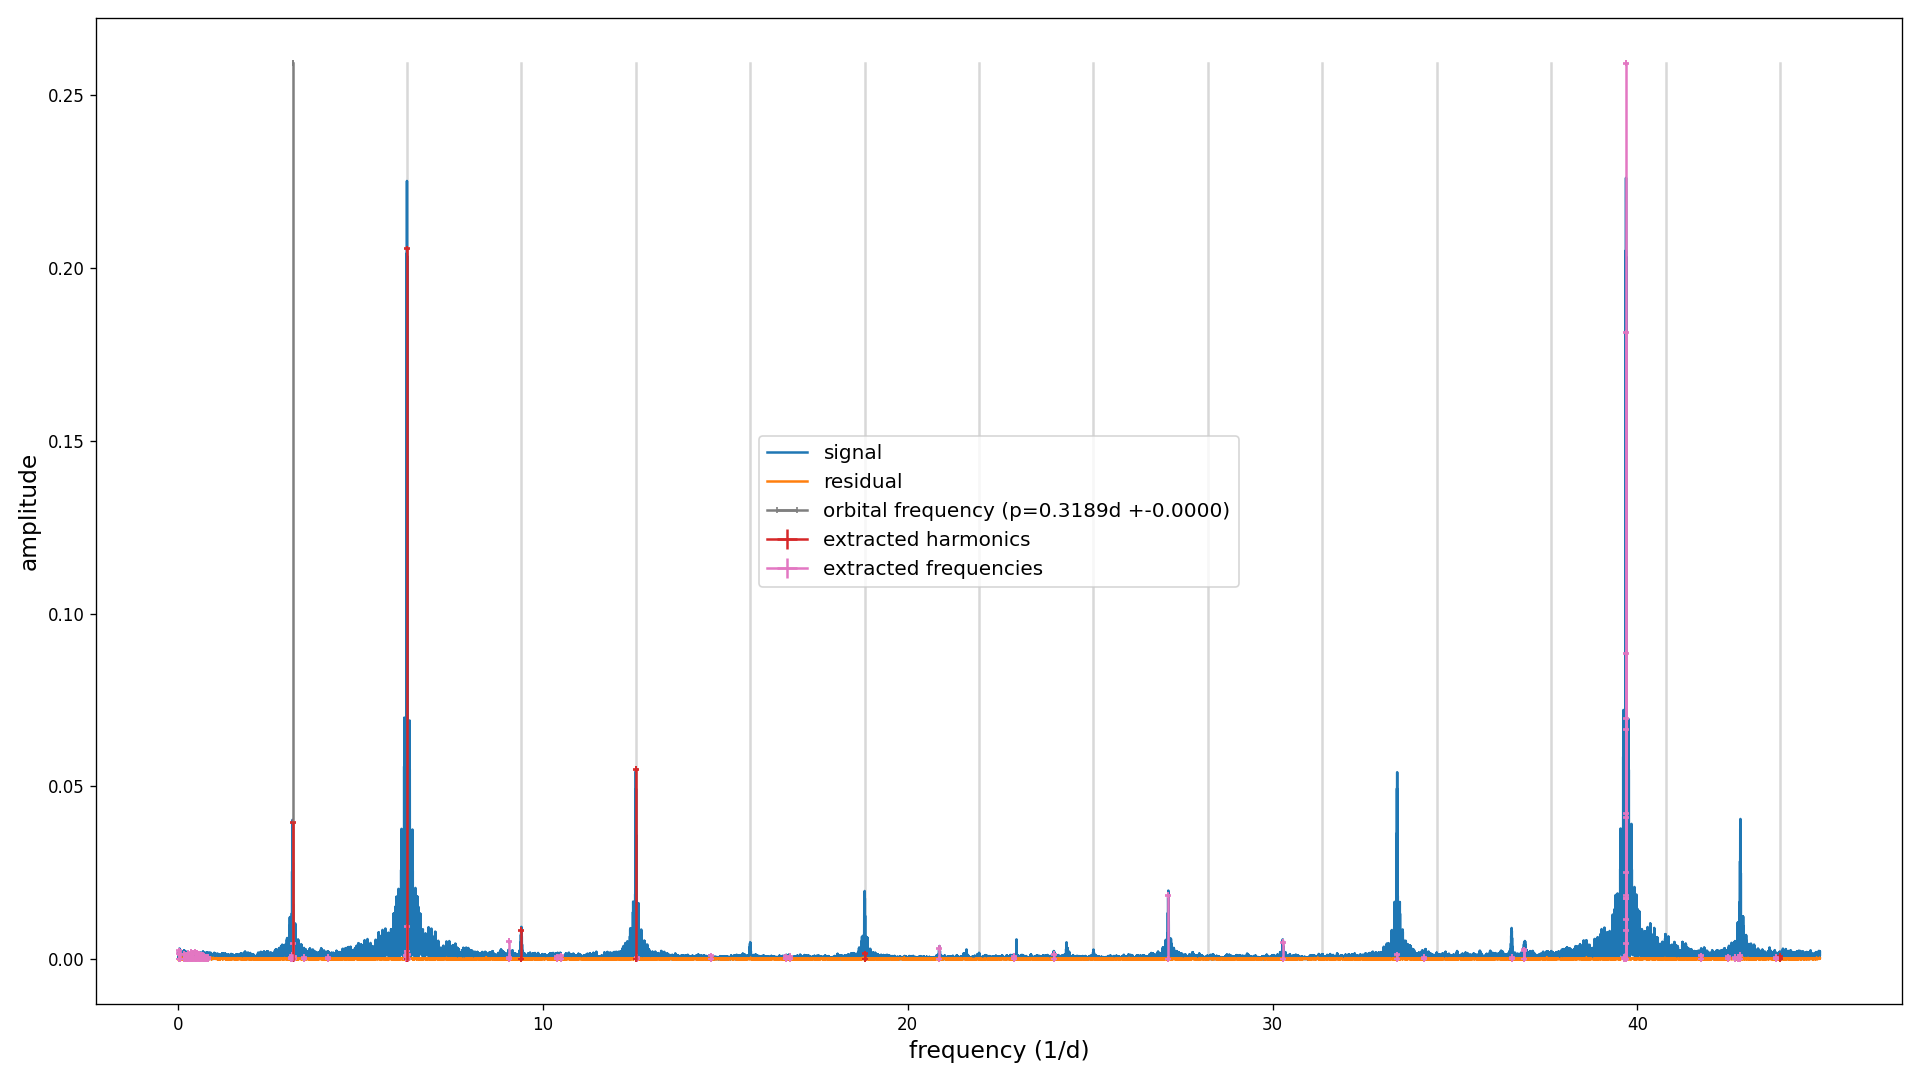 amplitude
0.25
0.20
0.15
0.10
0.05
0.00
signal
residual
orbital frequency (p=0.3189d +-0.0000)
extracted harmonics
extracted frequencies
0 10 20 30 40
frequency (1/d)